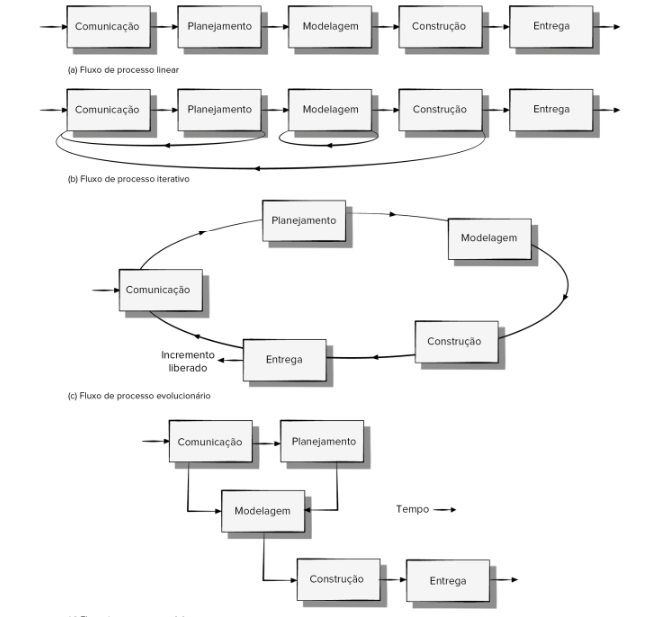 Comunicação Planejamento Modelagem Construção Entrega
(a) Fluxo de processo linear
Comunicação Planejamento Modelagem Construção Entrega
(b) Fluxo de processo iterativo
Planejamento
Modelagem
Comunicação
Construção
Incremento
liberado
Entrega
(c) Fluxo de processo evolucionário
Comunicação Planejamento
Modelagem
Tempo
Construção Entrega